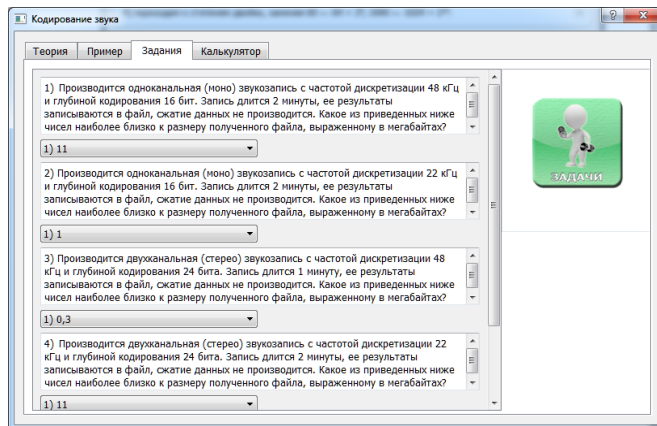 Кодирование звука
Теория Пример Задания Калькулятор
1) Производится одноканальная (моно) звукозапись с частотой дискретизации 48 кГц
и глубиной кодирования 16 бит. Запись длится 2 минуты, ее результаты
записываются в файл, сжатие данных не производится. Какое из приведенных ниже
чисел наиболее близко к размеру полученного файла, выраженному в мегабайтах?
1) 11
ЗАДАЧИ
2) Производится одноканальная (моно) звукозапись с частотой дискретизации 22 кГц
и глубиной кодирования 16 бит. Запись длится 2 минуты, ее результаты
записываются в файл, сжатие данных не производится. Какое из приведенных ниже
чисел наиболее близко к размеру полученного файла, выраженному в мегабайтах?
1) 1
3) Производится двухканальная (стерео) звукозапись с частотой дискретизации 48
кГц и глубиной кодирования 24 бита. Запись длится 1 минуту, ее результаты
записываются в файл, сжатие данных не производится. Какое из приведенных ниже
чисел наиболее близко к размеру полученного файла, выраженному в мегабайтах?
1) 0,3
4) Производится двухканальная (стерео) звукозапись с частотой дискретизации 22
кГц и глубиной кодирования 24 бита. Запись длится 2 минуты, ее результаты
записываются в файл, сжатие данных не производится. Какое из приведенных ниже
чисел наиболее близко к размеру полученного файла, выраженному в мегабайтах?
1) 11